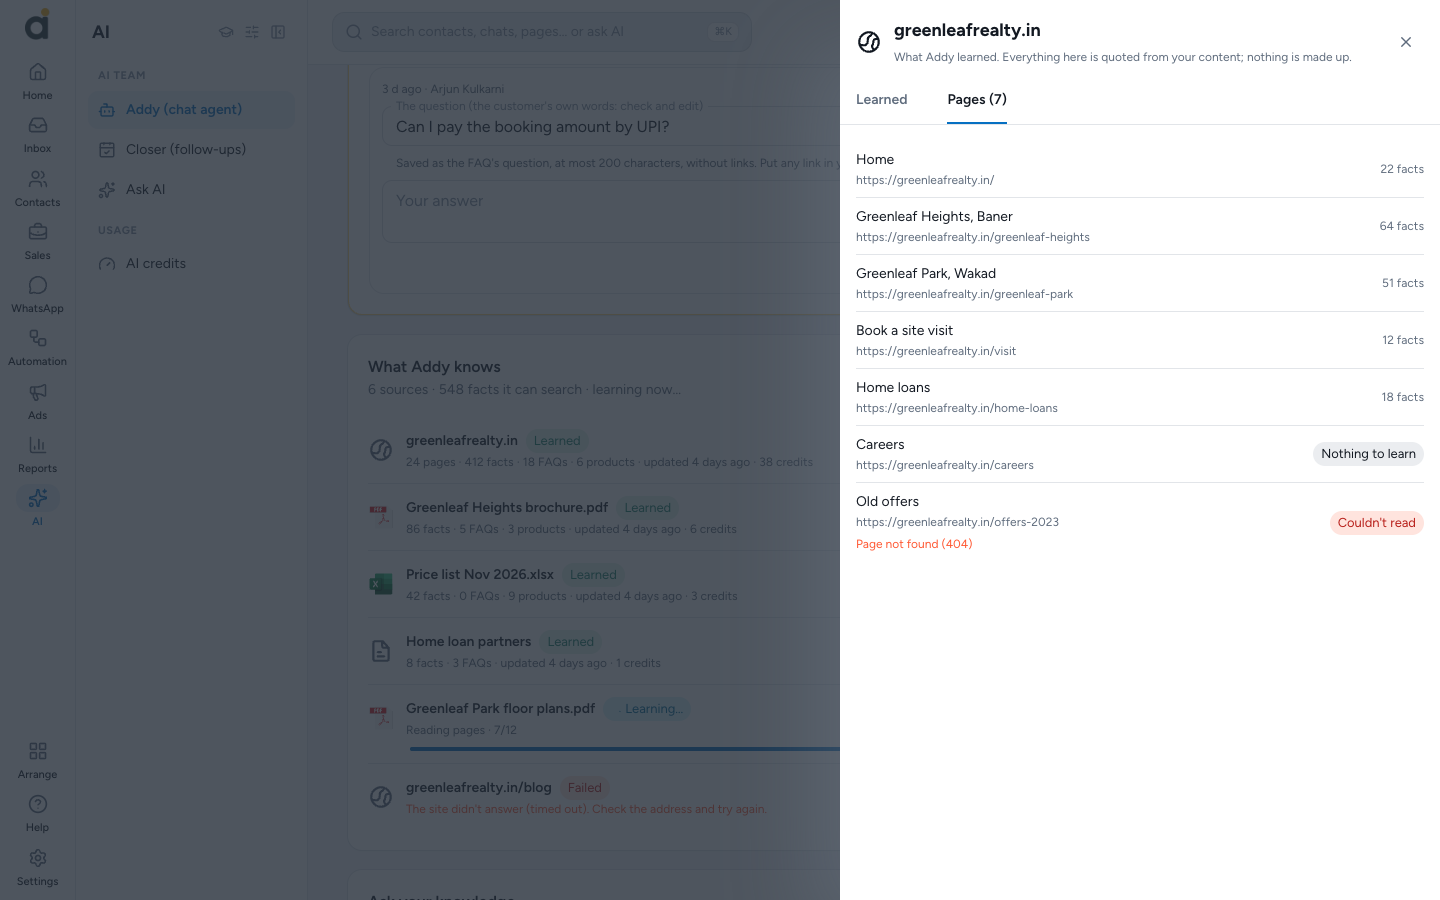 AI
Search contacts, chats, pages... or ask AI
⌘K
Home
Inbox
Contacts
Sales
WhatsApp
Automation
Ads
Reports
AI
Arrange
Help
Settings
AI TEAM
Addy (chat agent)
Closer (follow-ups)
Ask AI
USAGE
AI credits
3 d ago · Arjun Kulkarni
The question (the customer's own words: check and edit)
Can I pay the booking amount by UPI?
Saved as the FAQ's question, at most 200 characters, without links. Put any link in
Your answer
What Addy knows
6 sources · 548 facts it can search · learning now...
greenleafrealty.in
Learned
24 pages · 412 facts · 18 FAQs · 6 products · updated 4 days ago · 38 credits
Greenleaf Heights brochure.pdf
Learned
86 facts · 5 FAQs · 3 products · updated 4 days ago · 6 credits
Price list Nov 2026.xlsx
Learned
42 facts · 0 FAQs · 9 products · updated 4 days ago · 3 credits
Home loan partners
Learned
8 facts · 3 FAQs · updated 4 days ago · 1 credits
Greenleaf Park floor plans.pdf
Learning...
Reading pages · 7/12
greenleafrealty.in/blog
Failed
The site didn't answer (timed out). Check the address and try again.
greenleafrealty.in
What Addy learned. Everything here is quoted from your content; nothing is made up.
Learned
Pages (7)
Home
https://greenleafrealty.in/
22 facts
Greenleaf Heights, Baner
https://greenleafrealty.in/greenleaf-heights
64 facts
Greenleaf Park, Wakad
https://greenleafrealty.in/greenleaf-park
51 facts
Book a site visit
https://greenleafrealty.in/visit
12 facts
Home loans
https://greenleafrealty.in/home-loans
18 facts
Careers
https://greenleafrealty.in/careers
Nothing to learn
Old offers
https://greenleafrealty.in/offers-2023
Page not found (404)
Couldn't read